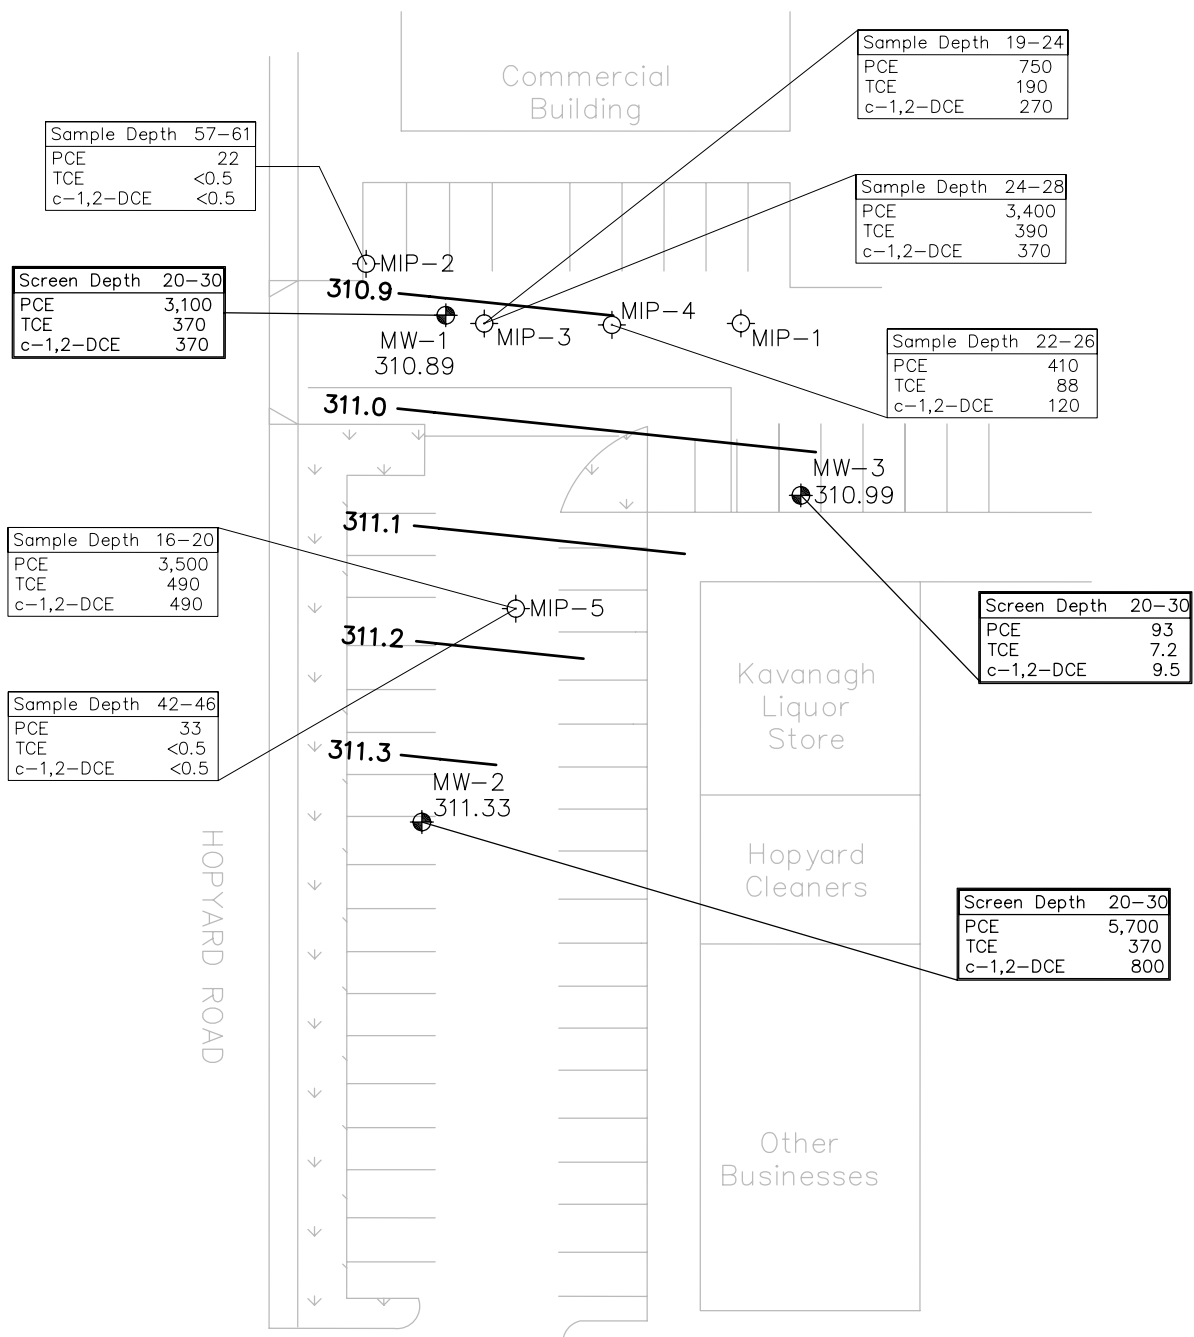 Commercial
Building
Sample Depth 19-24
PCE 750
TCE 190
c-1,2-DCE 270
Sample Depth 57-61
PCE 22
TCE <0.5
c-1,2-DCE <0.5
Sample Depth 24-28
PCE 3,400
TCE 390
c-1,2-DCE 370
MIP-2
Screen Depth 20-30
PCE 3,100
TCE 370
c-1,2-DCE 370
310.9
MW-1
310.89
MIP-3
MIP-4
MIP-1
Sample Depth 22-26
PCE 410
TCE 88
c-1,2-DCE 120
311.0
MW-3
310.99
311.1
Sample Depth 16-20
PCE 3,500
TCE 490
c-1,2-DCE 490
MIP-5
Screen Depth 20-30
PCE 93
TCE 7.2
c-1,2-DCE 9.5
311.2
Kavanagh
Liquor
Store
Sample Depth 42-46
PCE 33
TCE <0.5
c-1,2-DCE <0.5
311.3
MW-2
311.33
HOPYARD ROAD
Hopyard
Cleaners
Screen Depth 20-30
PCE 5,700
TCE 370
c-1,2-DCE 800
Other
Businesses